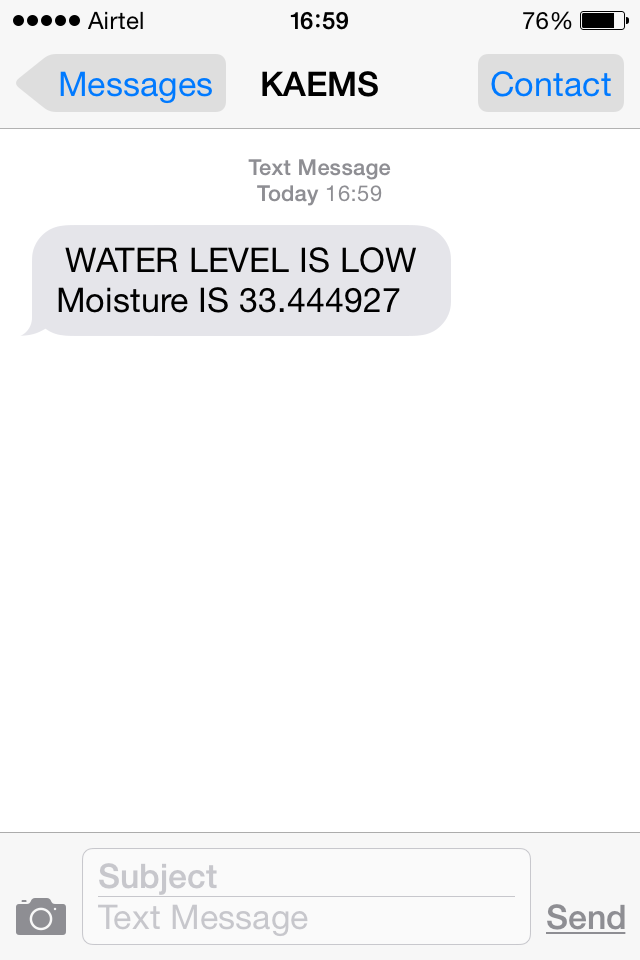 Airtel 16:59 76%
Messages KAEMS Contact
Text Message
Today 16:59
WATER LEVEL IS LOW
Moisture IS 33.444927
Subject
Text Message Send